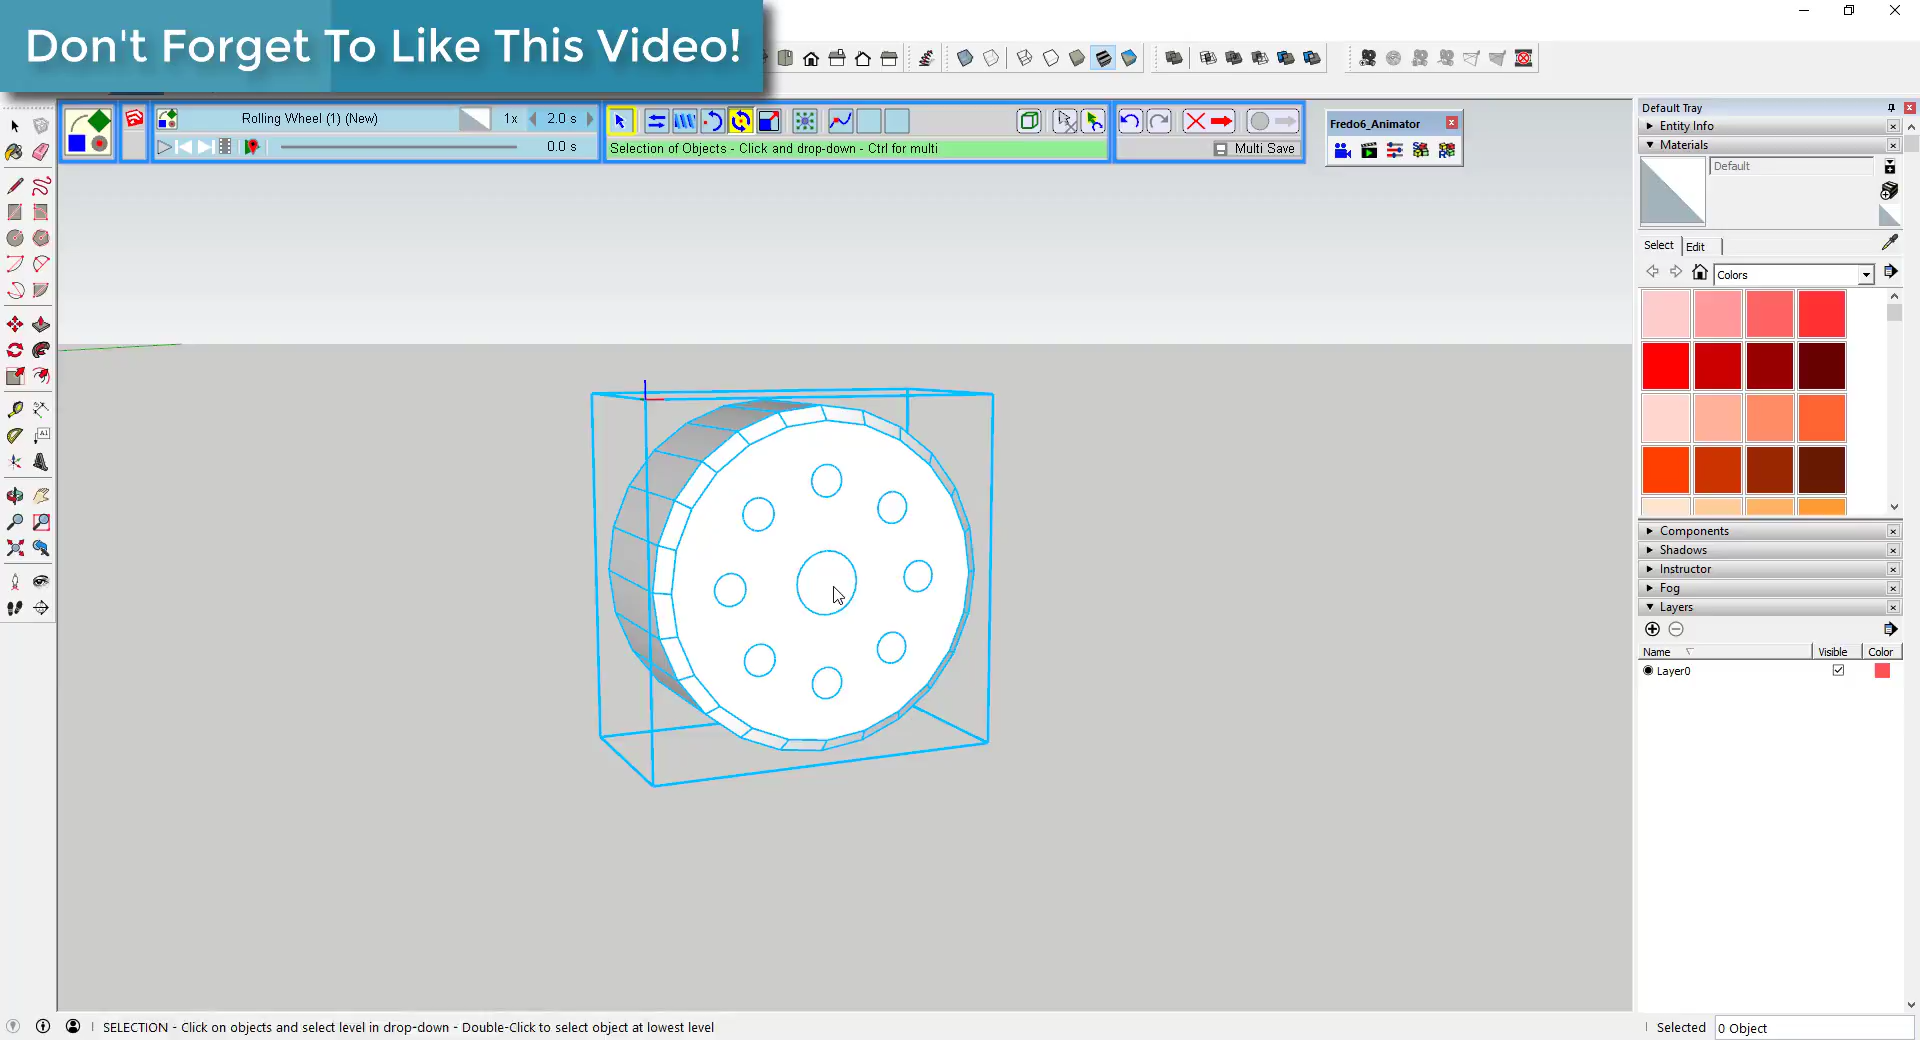 Don't Forget To Like This Video!
Rolling Wheel (1) (New)
1x
2.0 s
0.0 s
Selection of Objects - Click and drop-down - Ctrl for multi
Multi Save
Fredo6_Animator
Default Tray
Entity Info
Materials
Default
Select
Edit
Colors
Components
Shadows
Instructor
Fog
Layers
Name
Visible
Color
Layer0
SELECTION - Click on objects and select level in drop-down - Double-Click to select object at lowest level
Selected
0 Object